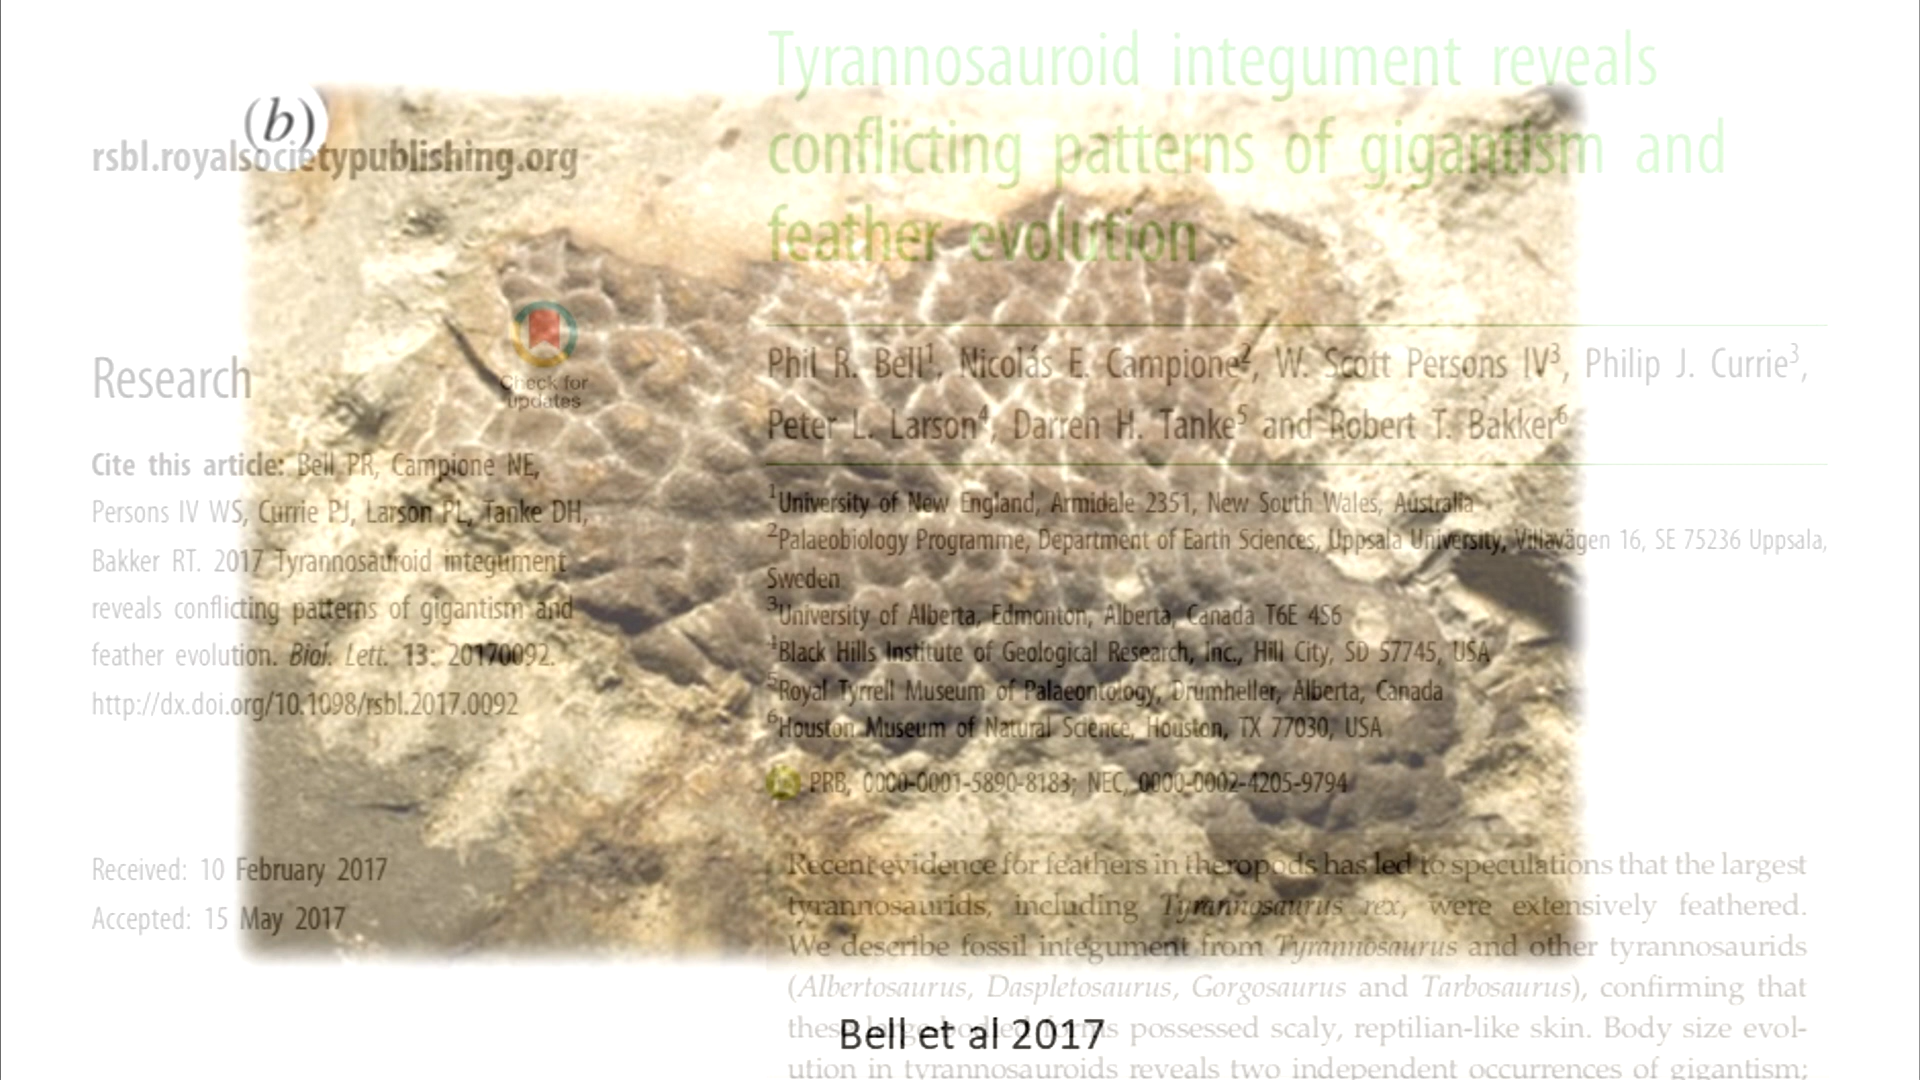 (b)
rsbl.royalsocietypublishing.org
Research
Check for
updates
Cite this article: Bell PR, Campione NE,
Persons IV WS, Currie PJ, Larson PL, Tanke DH,
Bakker RT. 2017 Tyrannosauroid integument
reveals conflicting patterns of gigantism and
feather evolution. Biol. Lett. 13: 20170092.
http://dx.doi.org/10.1098/rsbl.2017.0092
Received: 10 February 2017
Accepted: 15 May 2017
Tyrannosauroid integument reveals
conflicting patterns of gigantism and
feather evolution
Phil R. Bell1, Nicolás E. Campione2, W. Scott Persons IV3, Philip J. Currie3,
Peter L. Larson4, Darren H. Tanke5 and Robert T. Bakker6
1University of New England, Armidale 2351, New South Wales, Australia
2Palaeobiology Programme, Department of Earth Sciences, Uppsala University, Villavägen 16, SE 75236 Uppsala,
Sweden
3University of Alberta, Edmonton, Alberta, Canada T6E 4S6
4Black Hills Institute of Geological Research, Inc., Hill City, SD 57745, USA
5Royal Tyrrell Museum of Palaeontology, Drumheller, Alberta, Canada
6Houston Museum of Natural Science, Houston, TX 77030, USA
PRB, 0000-0001-5890-8183; NEC, 0000-0002-4205-9794
Recent evidence for feathers in theropods has led to speculations that the largest
tyrannosaurids, including Tyrannosaurus rex, were extensively feathered.
We describe fossil integument from Tyrannosaurus and other tyrannosaurids
(Albertosaurus, Daspletosaurus, Gorgosaurus and Tarbosaurus), confirming that
these large-bodied forms possessed scaly, reptilian-like skin. Body size evol-
ution in tyrannosauroids reveals two independent occurrences of gigantism;
Bell et al 2017